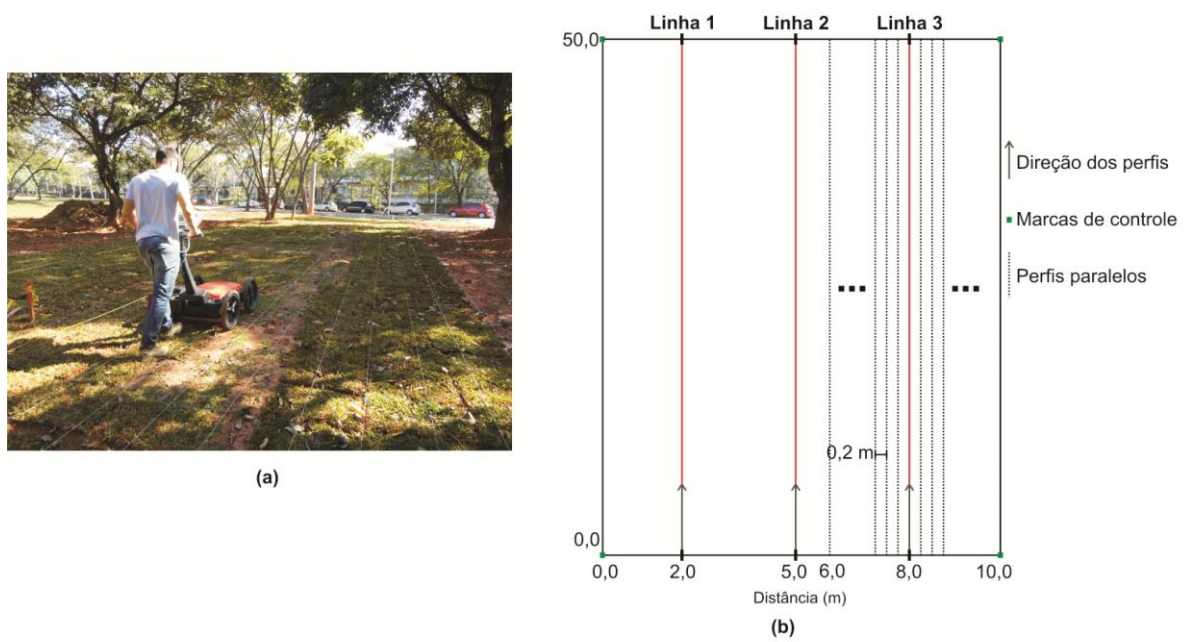 Linha 1 Linha 2 Linha 3
50,0
Direção dos perfis
Marcas de controle
Perfis paralelos
0,2 m
0,0
0,0 2,0 5,0 6,0 8,0 10,0
Distância (m)
(a)
(b)